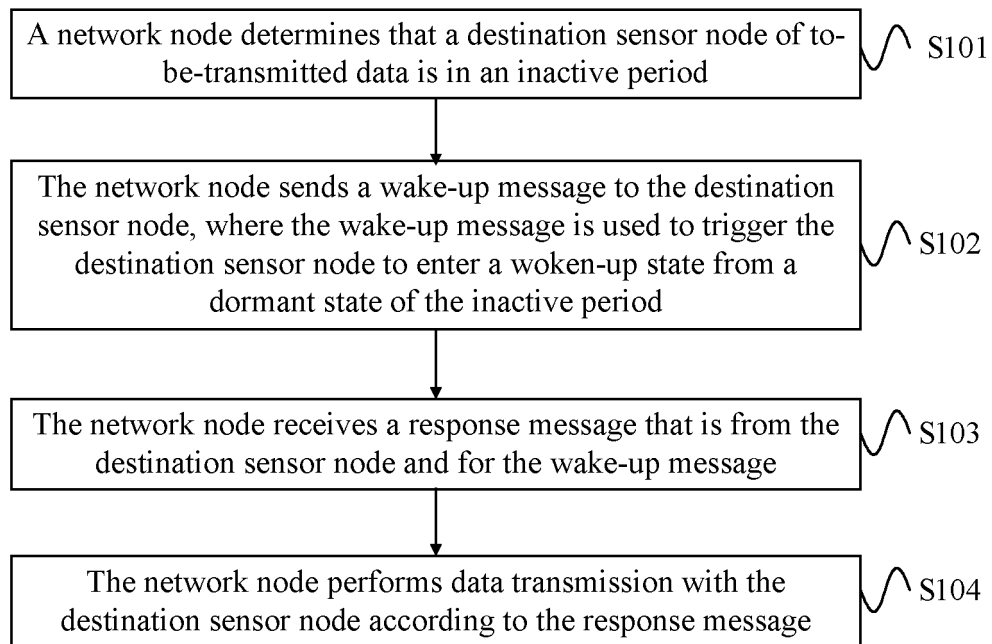 A network node determines that a destination sensor node of to-
be-transmitted data is in an inactive period
S101
The network node sends a wake-up message to the destination
sensor node, where the wake-up message is used to trigger the
destination sensor node to enter a woken-up state from a
dormant state of the inactive period
S102
The network node receives a response message that is from the
destination sensor node and for the wake-up message
S103
The network node performs data transmission with the
destination sensor node according to the response message
S104